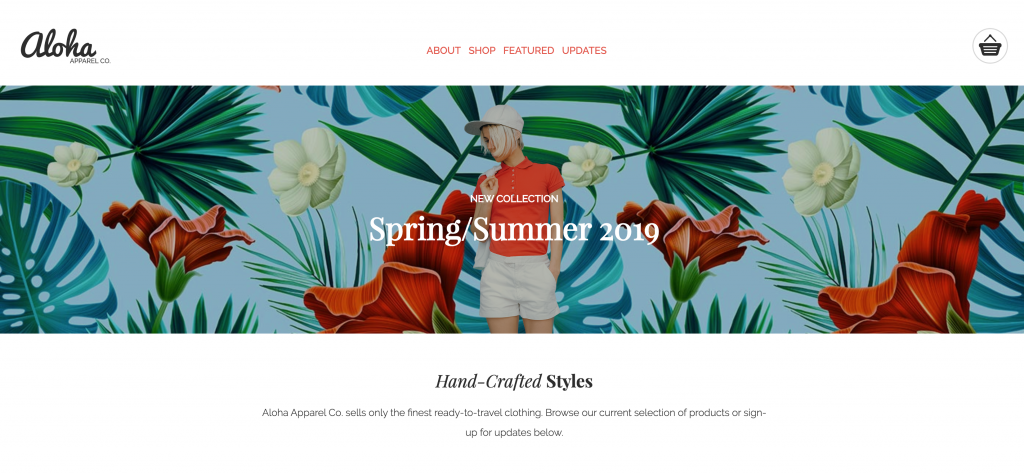 Aloha
APPAREL CO.
ABOUT SHOP FEATURED UPDATES
NEW COLLECTION
Spring/Summer 2019
Hand-Crafted Styles
Aloha Apparel Co. sells only the finest ready-to-travel clothing. Browse our current selection of products or sign-
up for updates below.